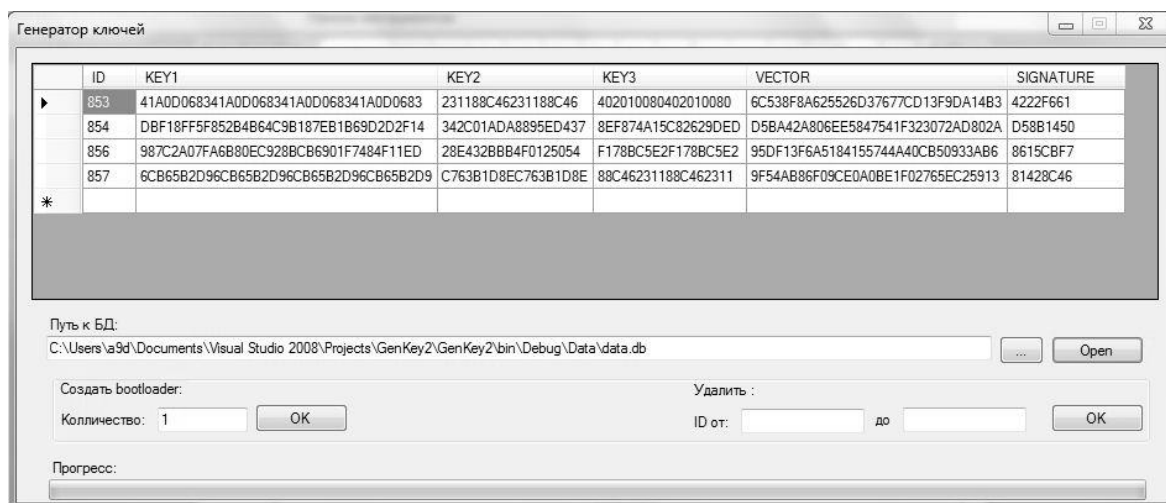 Генератор ключей
ID KEY1 KEY2 KEY3 VECTOR SIGNATURE
853 41A0D068341A0D068341A0D068341A0D0683 231188C46231188C46 402010080402010080 6C538F8A625526D37677CD13F9DA14B3 4222F661
854 DBF18FF5F852B4B64C9B187EB1B69D2D2F14 342C01ADA8895ED437 8EF874A15C82629DED D5BA42A806EE5847541F323072AD802A D58B1450
856 987C2A07FA6B80EC928BCB6901F7484F11ED 28E432BBB4F0125054 F178BC5E2F178BC5E2 95DF13F6A5184155744A40CB50933AB6 8615CBF7
857 6CB65B2D96CB65B2D96CB65B2D96CB65B2D9 C763B1D8EC763B1D8E 88C46231188C462311 9F54AB86F09CE0A0BE1F02765EC25913 81428C46
Путь к БД:
C:\Users\a9d\Documents\Visual Studio 2008\Projects\GenKey2\GenKey2\bin\Debug\Data\data.db ... Open
Создать bootloader: Удалить :
Колличество: 1 OK ID от: до OK
Прогресс: